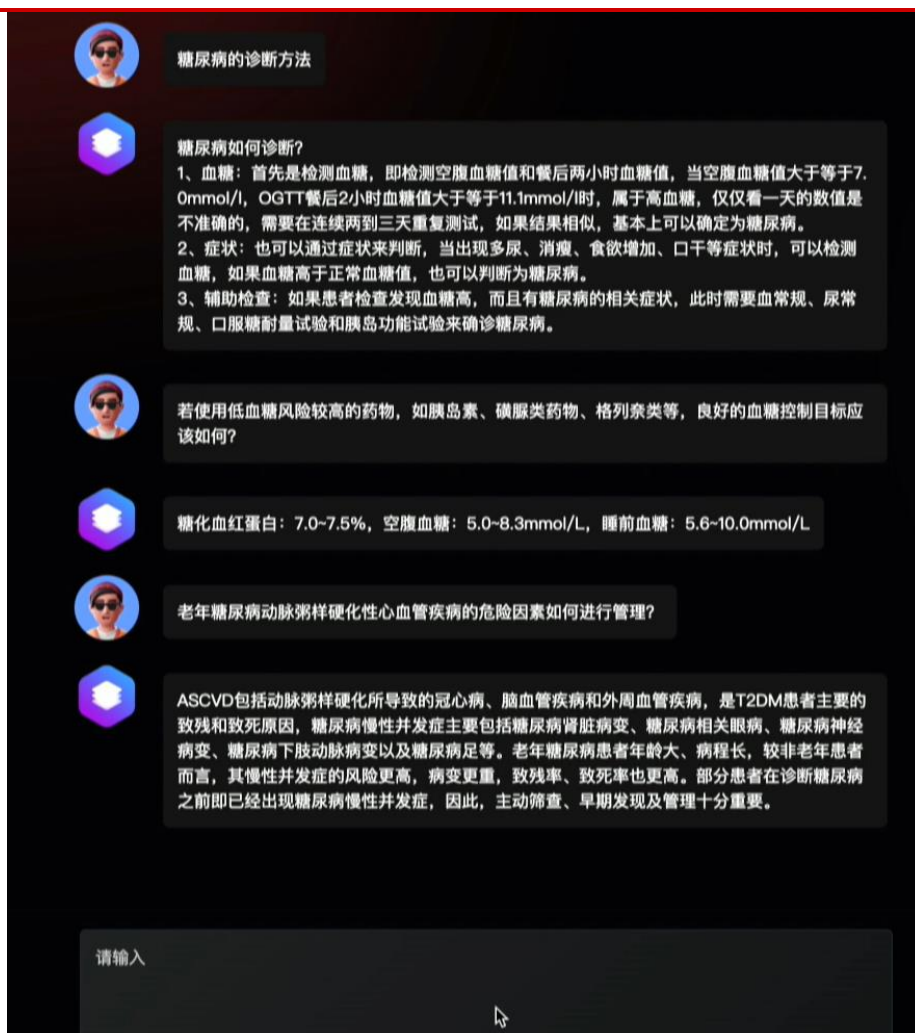 糖尿病的诊断方法
糖尿病如何诊断?
1、血糖：首先是检测血糖，即检测空腹血糖值和餐后两小时血糖值，当空腹血糖值大于等于7.
0mmol/l，OGTT餐后2小时血糖值大于等于11.1mmol/l时，属于高血糖，仅仅看一天的数值是
不准确的，需要在连续两到三天重复测试，如果结果相似，基本上可以确定为糖尿病。
2、症状：也可以通过症状来判断，当出现多尿、消瘦、食欲增加、口干等症状时，可以检测
血糖，如果血糖高于正常血糖值，也可以判断为糖尿病。
3、辅助检查：如果患者检查发现血糖高，而且有糖尿病的相关症状，此时需要血常规、尿常
规、口服糖耐量试验和胰岛功能试验来确诊糖尿病。
若使用低血糖风险较高的药物，如胰岛素、磺脲类药物、格列奈类等，良好的血糖控制目标应
该如何?
糖化血红蛋白：7.0~7.5%，空腹血糖：5.0~8.3mmo/L，睡前血糖：5.6~10.0mmo/L
老年糖尿病动脉粥样硬化性心血管疾病的危险因素如何进行管理?
ASCVD包括动脉粥样硬化所导致的冠心病、脑血管疾病和外周血管疾病，是T2DM患者主要的
致残和致死原因，糖尿病慢性并发症主要包括糖尿病肾脏病变、糖尿病相关眼病、糖尿病神经
病变、糖尿病下肢动脉病变以及糖尿病足等。老年糖尿病患者年龄大、病程长，较非老年患者
而言，其慢性并发症的风险更高，病变更重，致残率、致死率也更高。部分患者在诊断糖尿病
之前即已经出现糖尿病慢性并发症，因此，主动筛查、早期发现及管理十分重要。
请输入